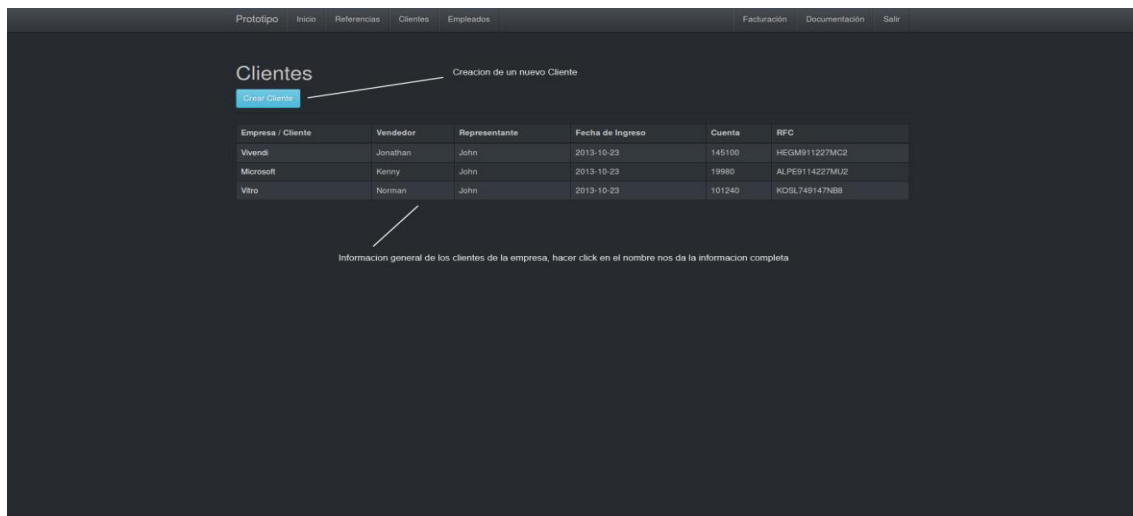 Prototipo Inicio Referencias Clientes Empleados Facturación Documentación Salir
Clientes
Creacion de un nuevo Cliente
Crear Cliente
Empresa / Cliente Vendedor Representante Fecha de Ingreso Cuenta RFC
Vivendi Jonathan John 2013-10-23 145100 HEGM911227MC2
Microsoft Kenny John 2013-10-23 19980 ALPE9114227MU2
Vitro Norman John 2013-10-23 101240 KOSL749147NB8
Informacion general de los clientes de la empresa, hacer click en el nombre nos da la informacion completa